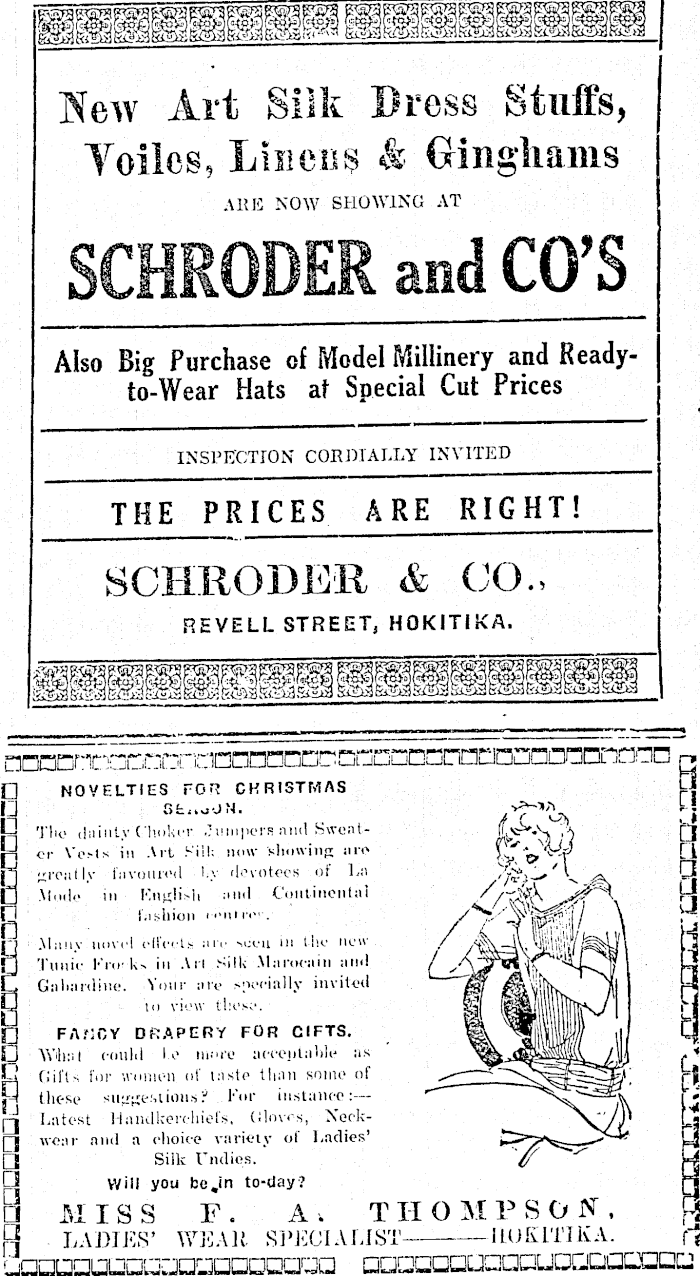 New Art Silk Dress Stuffs,
Voiles, Linens & Ginghams
ARE NOW SHOWING AT
SCHRODER and CO'S
Also Big Purchase of Model Millinery and Ready-
to-Wear Hats at Special Cut Prices
INSPECTION CORDIALLY INVITED
THE PRICES ARE RIGHT!
SCHRODER & CO.,
REVELL STREET, HOKITIKA.
NOVELTIES FOR CHRISTMAS
SEASON.
The dainty Choker Jumpers and Sweat-
er Vests in Art Silk now showing are
greatly favoured by devotees of La
Mode in English and Continental
fashion centres.
Many novel effects are seen in the new
Tunic Frocks in Art Silk Marocain and
Gabardine. Your are specially invited
to view these.
FANCY DRAPERY FOR GIFTS.
What could be more acceptable as
Gifts for women of taste than some of
these suggestions? For instance:—
Latest Handkerchiefs, Gloves, Neck-
wear and a choice variety of Ladies'
Silk Undies.
Will you be in to-day?
MISS F. A. THOMPSON,
LADIES' WEAR SPECIALIST———HOKITIKA.